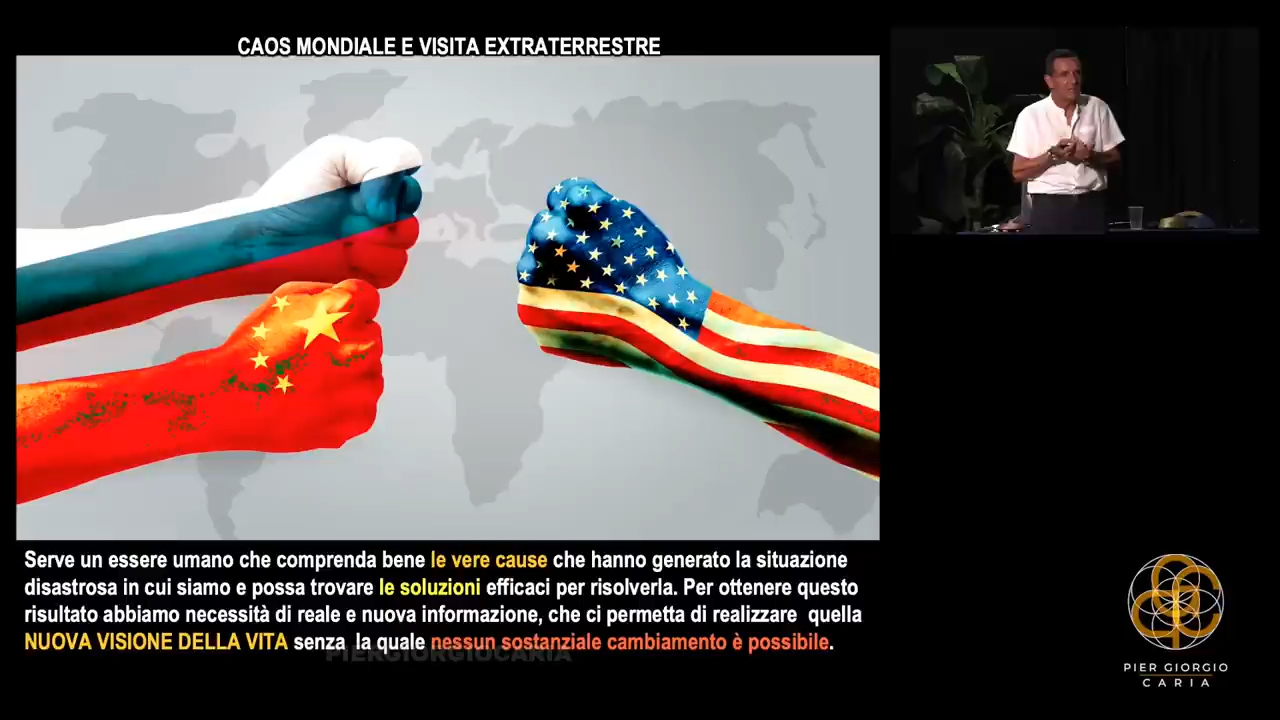 CAOS MONDIALE E VISITA EXTRATERRESTRE
Serve un essere umano che comprenda bene le vere cause che hanno generato la situazione
disastrosa in cui siamo e possa trovare le soluzioni efficaci per risolverla. Per ottenere questo
risultato abbiamo necessità di reale e nuova informazione, che ci permetta di realizzare quella
NUOVA VISIONE DELLA VITA senza la quale nessun sostanziale cambiamento è possibile.
PIERGIORGIOCARIA
PIER GIORGIO
CARIA